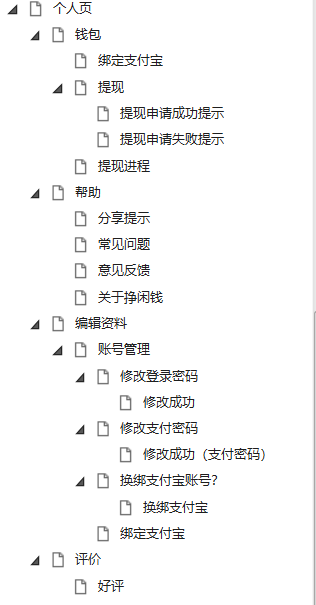 个人页
钱包
绑定支付宝
提现
提现申请成功提示
提现申请失败提示
提现进程
帮助
分享提示
常见问题
意见反馈
关于挣闲钱
编辑资料
账号管理
修改登录密码
修改成功
修改支付密码
修改成功（支付密码）
换绑支付宝账号？
换绑支付宝
绑定支付宝
评价
好评